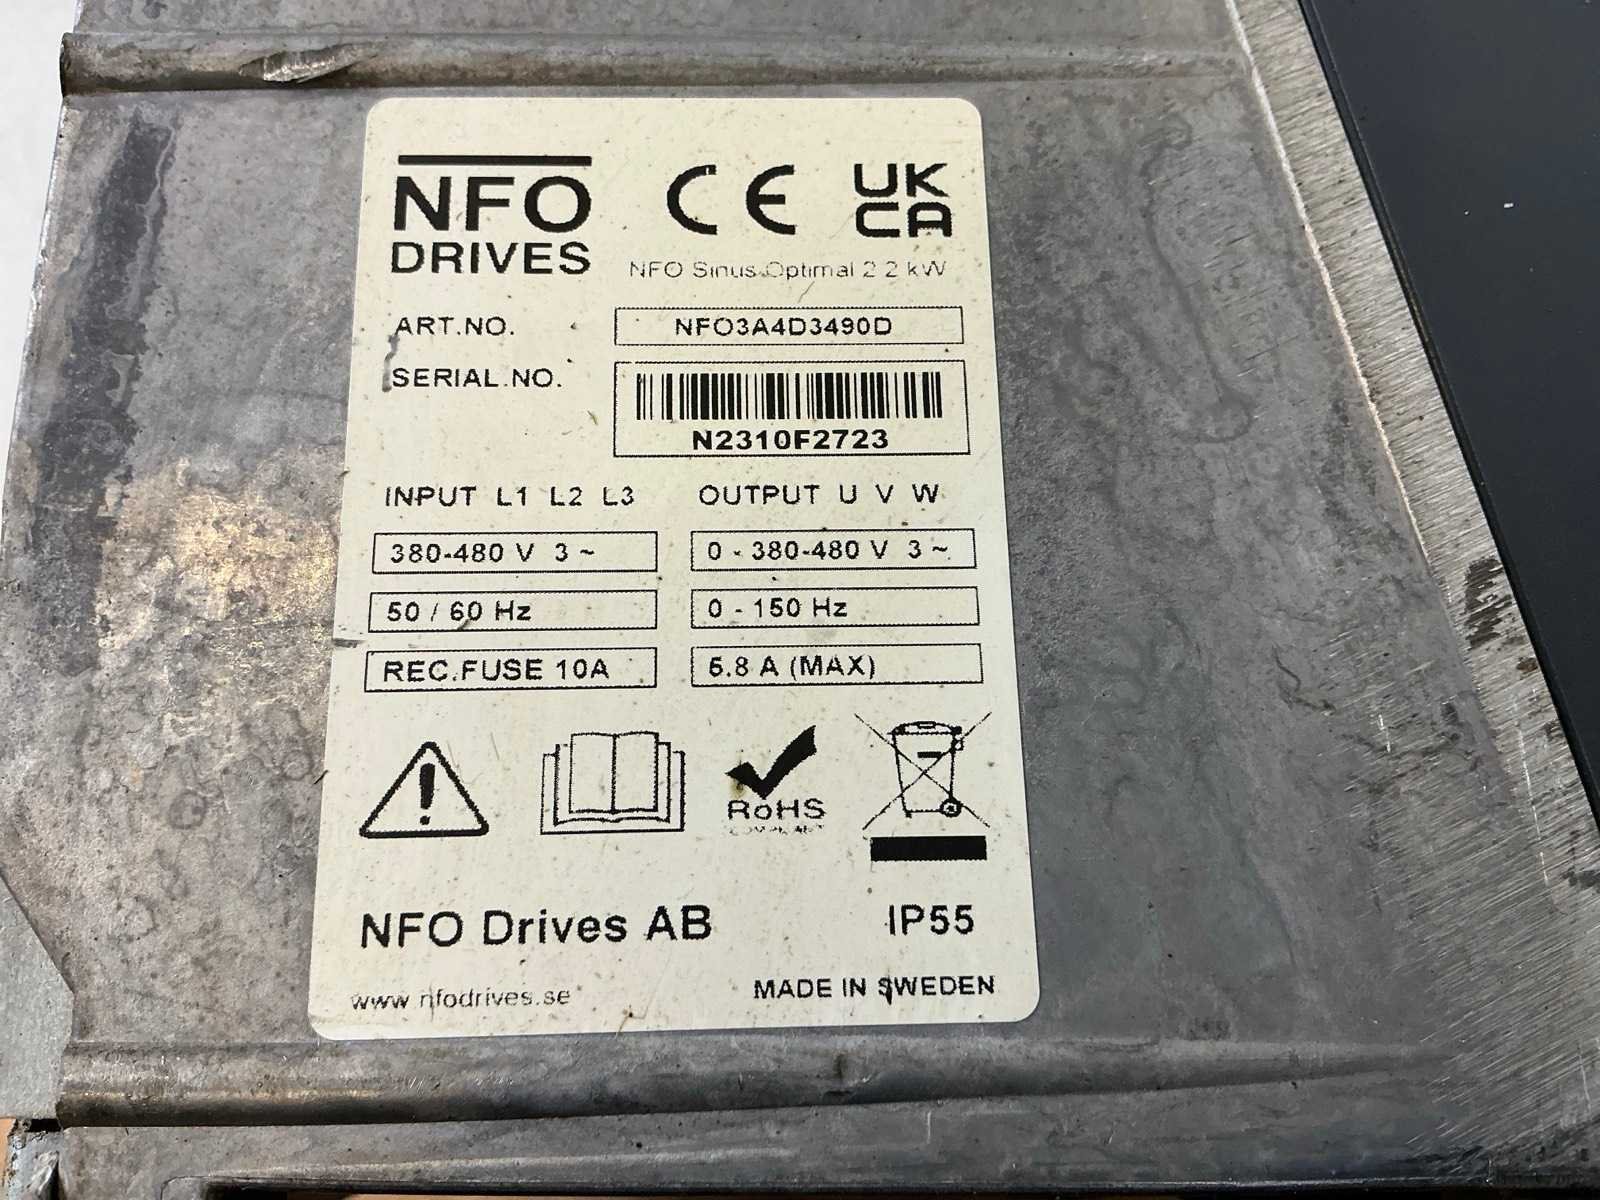 NFO
DRIVES
CE
UK
CA
NFO Sinus Optimal 2.2 kW
ART.NO. NFO3A4D3490D
SERIAL.NO.
N2310F2723
INPUT L1 L2 L3 OUTPUT U V W
380-480 V 3 ~ 0 - 380-480 V 3 ~
50 / 60 Hz 0 - 150 Hz
REC.FUSE 10A 6.8 A (MAX)
RoHS
COMPLIANT
NFO Drives AB IP55
www.nfodrives.se MADE IN SWEDEN